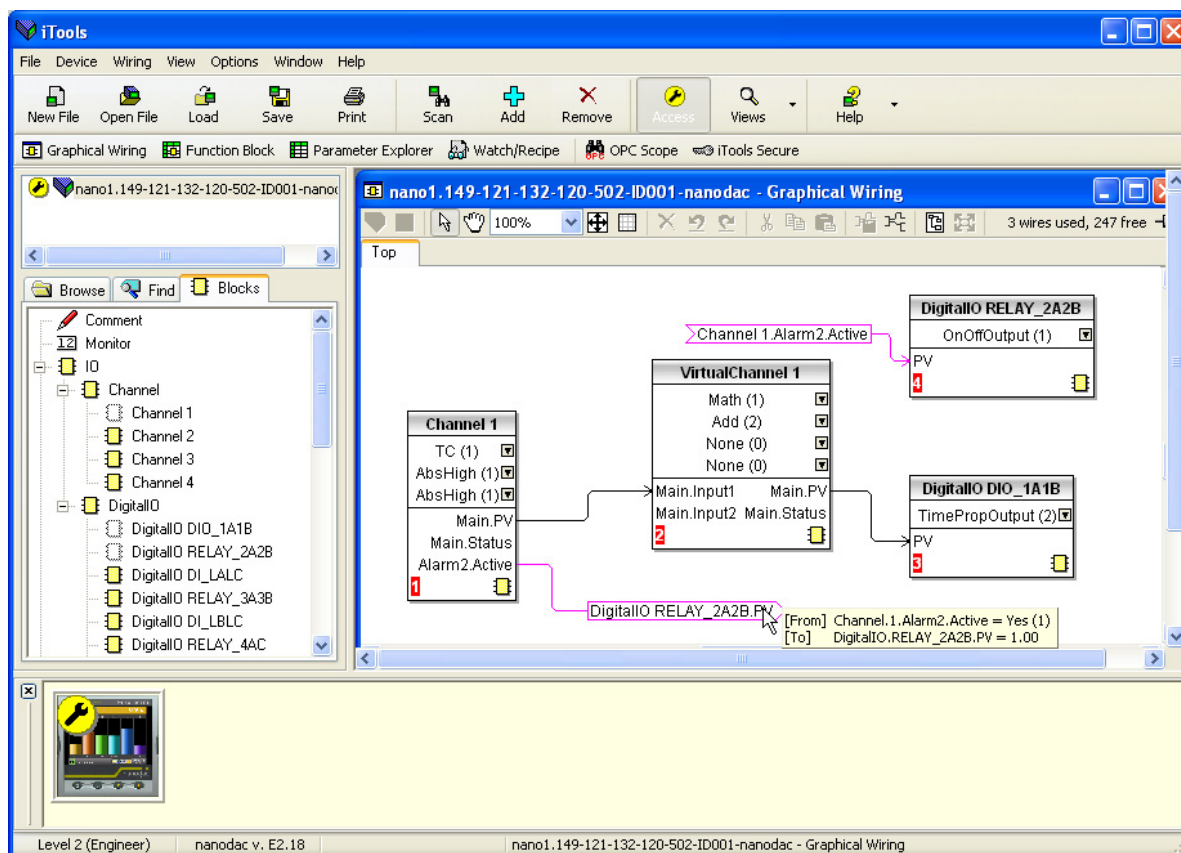 iTools
File Device Wiring View Options Window Help
New File Open File Load Save Print Scan Add Remove Access Views Help
Graphical Wiring Function Block Parameter Explorer Watch/Recipe OPC Scope iTools Secure
nano1.149-121-132-120-502-ID001-nanod
Browse Find Blocks
Comment
12 Monitor
IO
Channel
Channel 1
Channel 2
Channel 3
Channel 4
DigitalIO
DigitalIO DIO_1A1B
DigitalIO RELAY_2A2B
DigitalIO DI_LALC
DigitalIO RELAY_3A3B
DigitalIO DI_LBLC
DigitalIO RELAY_4AC
nano1.149-121-132-120-502-ID001-nanodac - Graphical Wiring
100% 3 wires used, 247 free
Top
Channel 1
TC (1)
AbsHigh (1)
AbsHigh (1)
Main.PV
Main.Status
Alarm2.Active
1
VirtualChannel 1
Math (1)
Add (2)
None (0)
None (0)
Main.Input1 Main.PV
Main.Input2 Main.Status
2
Channel 1.Alarm2.Active
DigitalIO RELAY_2A2B
OnOffOutput (1)
PV
4
DigitalIO DIO_1A1B
TimePropOutput (2)
PV
3
DigitalIO RELAY_2A2B.PV
[From] Channel.1.Alarm2.Active = Yes (1)
[To] DigitalIO.RELAY_2A2B.PV = 1.00
Level 2 (Engineer) nanodac v. E2.18 nano1.149-121-132-120-502-ID001-nanodac - Graphical Wiring